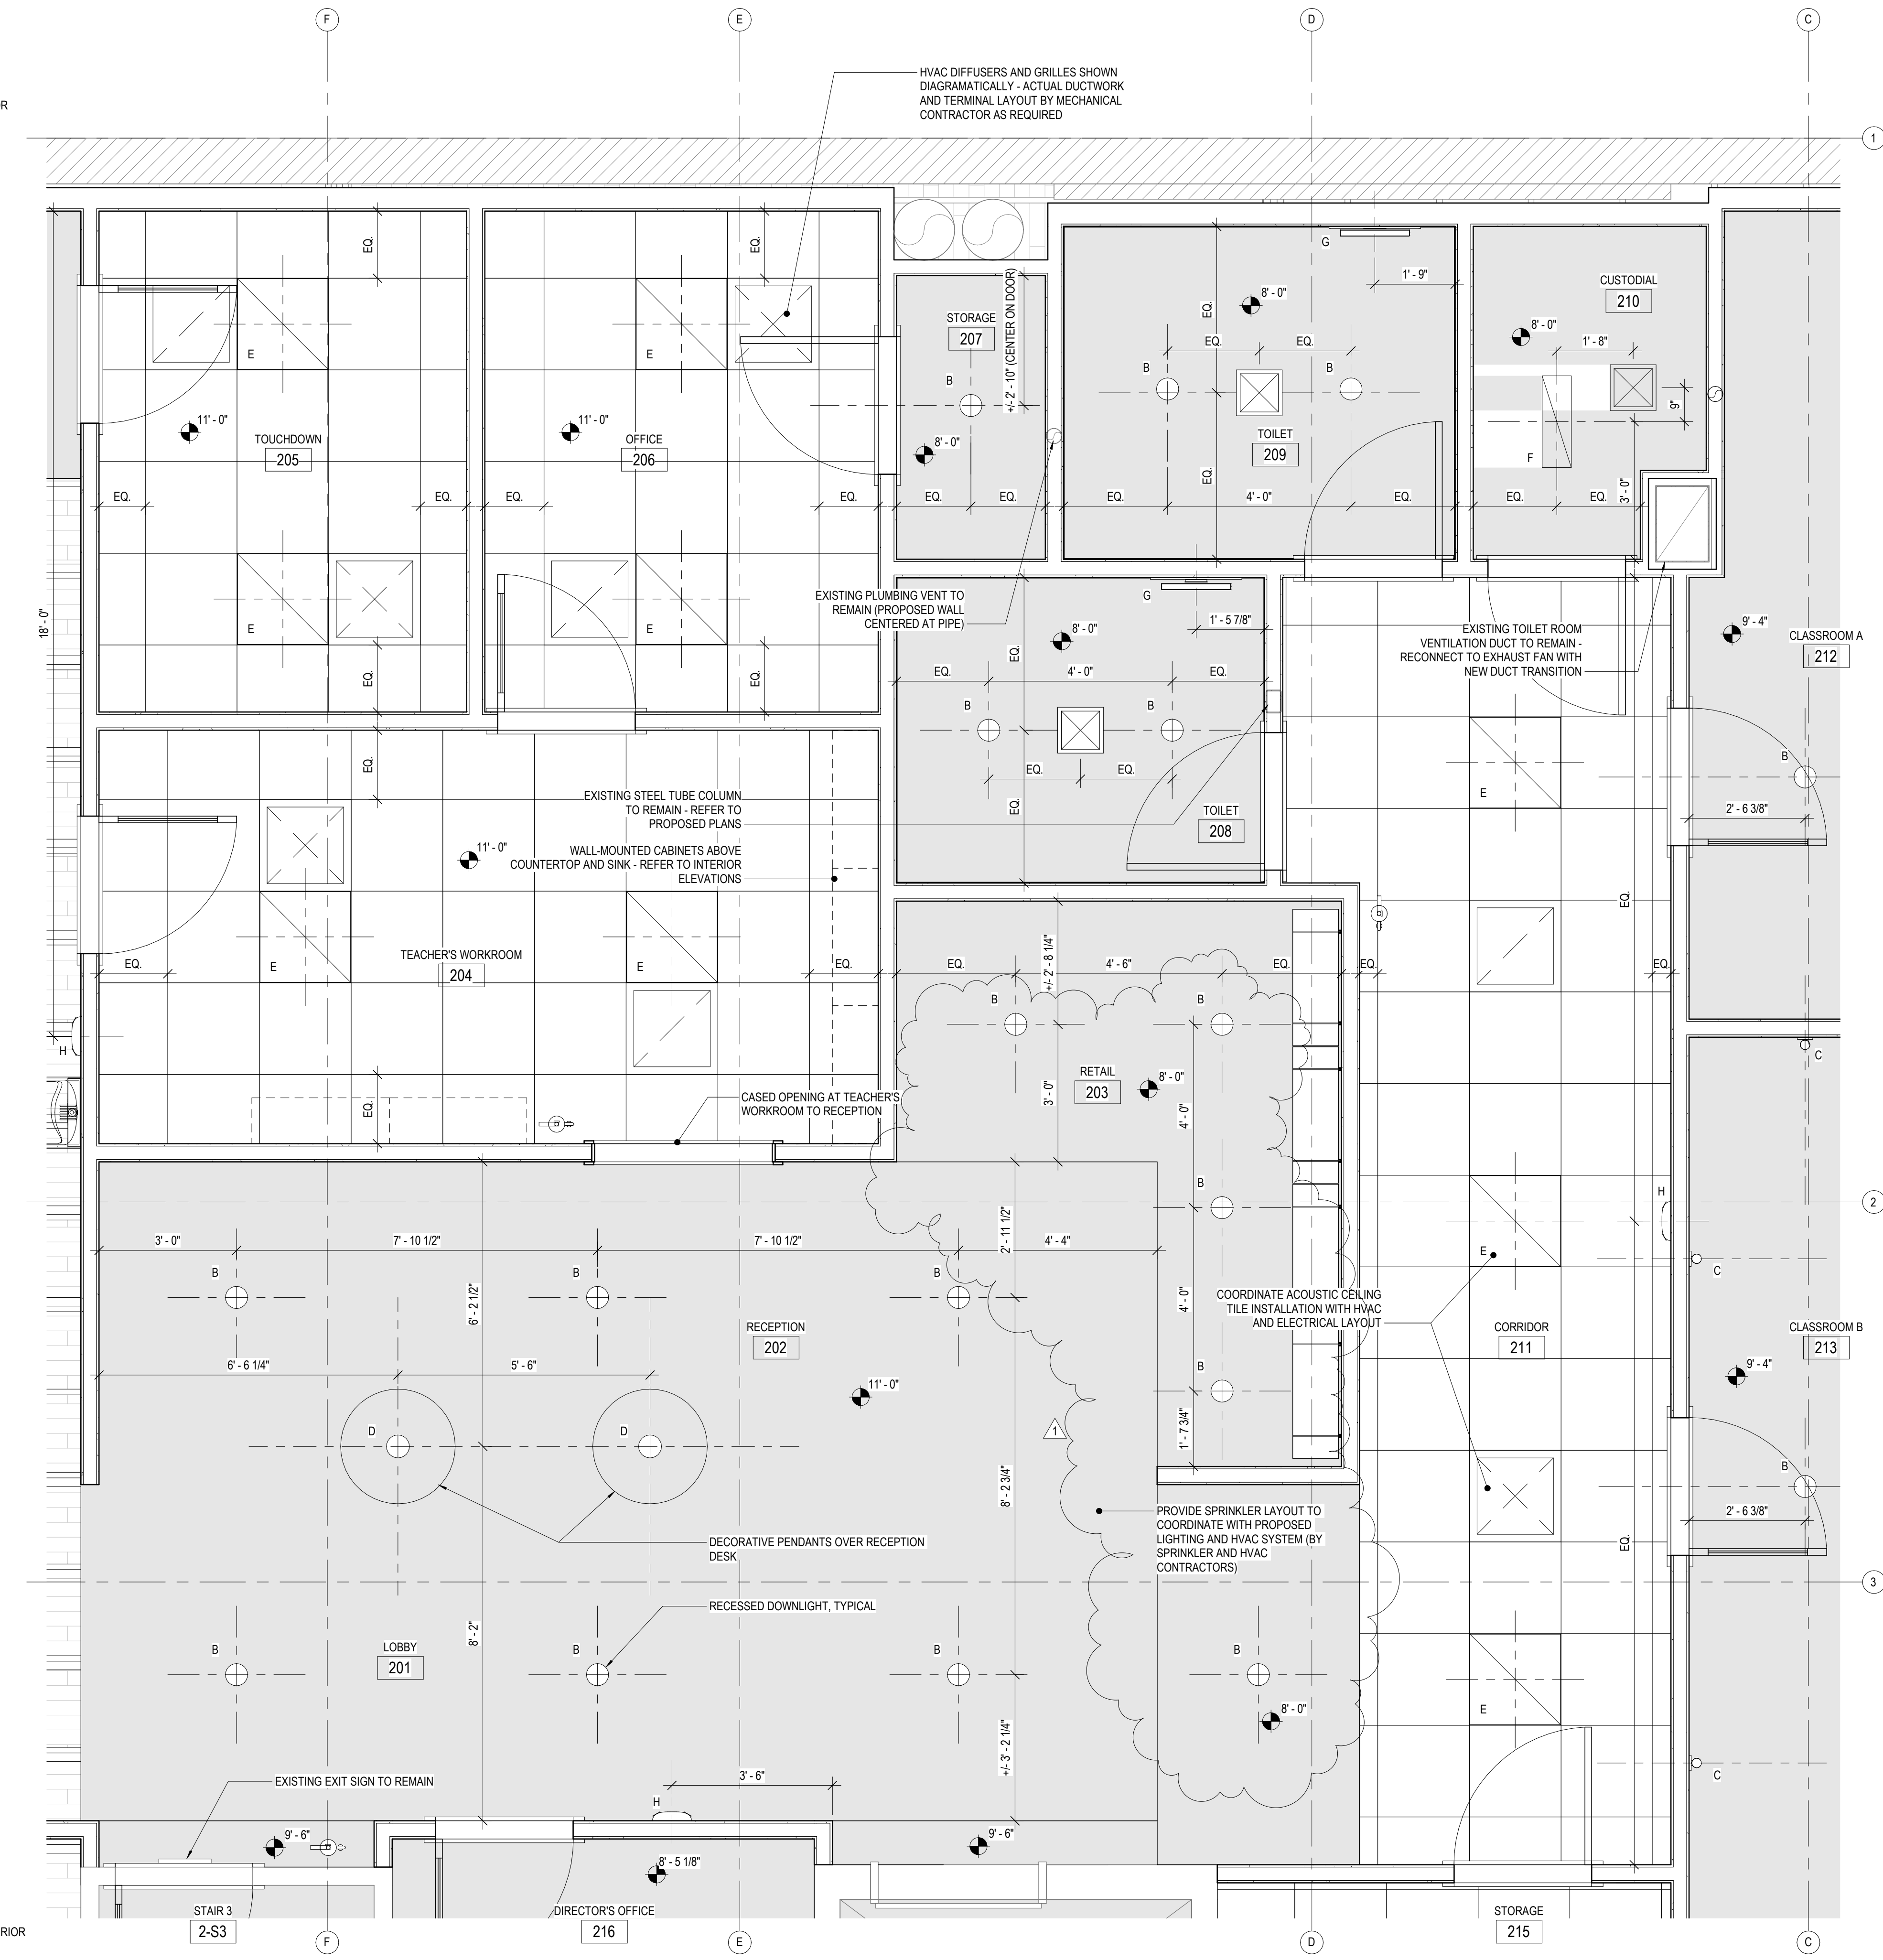 F
E
D
C
HVAC DIFFUSERS AND GRILLES SHOWN
DIAGRAMATICALLY - ACTUAL DUCTWORK
AND TERMINAL LAYOUT BY MECHANICAL
CONTRACTOR AS REQUIRED
OR
1
EQ.
EQ.
G
1' - 9"
CUSTODIAL
210
8' - 0"
8' - 0"
STORAGE
207
+/- 2' - 10" (CENTER ON DOOR)
EQ.
EQ.
EQ.
1' - 8"
E
E
B
B
B
9"
11' - 0"
11' - 0"
TOUCHDOWN
205
OFFICE
206
8' - 0"
TOILET
209
F
EQ.
EQ.
EQ.
EQ.
EQ.
EQ.
EQ.
EQ.
4' - 0"
EQ.
EQ.
EQ.
3' - 0"
18' - 0"
E
E
EXISTING PLUMBING VENT TO
REMAIN (PROPOSED WALL
CENTERED AT PIPE)
G
1' - 5 7/8"
8' - 0"
EXISTING TOILET ROOM
VENTILATION DUCT TO REMAIN -
RECONNECT TO EXHAUST FAN WITH
NEW DUCT TRANSITION
9' - 4"
CLASSROOM A
212
EQ.
EQ.
EQ.
EQ.
4' - 0"
EQ.
B
B
EQ.
EQ.
EQ.
EQ.
B
E
2' - 6 3/8"
EXISTING STEEL TUBE COLUMN
TO REMAIN - REFER TO
PROPOSED PLANS
TOILET
208
11' - 0"
WALL-MOUNTED CABINETS ABOVE
COUNTERTOP AND SINK - REFER TO INTERIOR
ELEVATIONS
EQ.
TEACHER'S WORKROOM
204
E
E
+/- 2' - 8 1/4"
EQ.
EQ.
EQ.
4' - 6"
EQ.
EQ.
EQ.
B
B
H
C
RETAIL
203
8' - 0"
3' - 0"
4' - 0"
EQ.
CASED OPENING AT TEACHER'S
WORKROOM TO RECEPTION
B
H
2
3' - 0"
7' - 10 1/2"
7' - 10 1/2"
2' - 11 1/2"
4' - 4"
E
B
B
B
C
6' - 2 1/2"
4' - 0"
COORDINATE ACOUSTIC CEILING
TILE INSTALLATION WITH HVAC
AND ELECTRICAL LAYOUT
RECEPTION
202
CORRIDOR
211
CLASSROOM B
213
6' - 6 1/4"
5' - 6"
B
9' - 4"
11' - 0"
D
D
1
1' - 7 3/4"
B
8' - 2 3/4"
2' - 6 3/8"
PROVIDE SPRINKLER LAYOUT TO
COORDINATE WITH PROPOSED
LIGHTING AND HVAC SYSTEM (BY
SPRINKLER AND HVAC
CONTRACTORS)
DECORATIVE PENDANTS OVER RECEPTION
DESK
EQ.
3
RECESSED DOWNLIGHT, TYPICAL
8' - 2"
LOBBY
201
B
B
B
B
E
8' - 0"
+/- 3' - 2 1/4"
EXISTING EXIT SIGN TO REMAIN
3' - 6"
H
C
9' - 6"
9' - 6"
8' - 5 1/8"
STAIR 3
2-S3
DIRECTOR'S OFFICE
216
STORAGE
215
RIOR
F
E
D
C